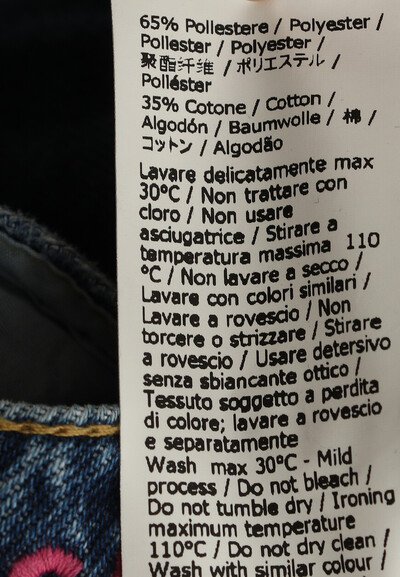 65% Poliestere / Polyester /
Poliester / Polyester /
聚酯纤维 / ポリエステル /
Poliéster
35% Cotone / Cotton /
Algodón / Baumwolle / 棉 /
コットン / Algodão
Lavare delicatamente max
30°C / Non trattare con
cloro / Non usare
asciugatrice / Stirare a
temperatura massima 110
°C / Non lavare a secco /
Lavare con colori similari /
Lavare a rovescio / Non
torcere o strizzare / Stirare
a rovescio / Usare detersivo
senza sbiancante ottico /
Tessuto soggetto a perdita
di colore; lavare a rovescio
e separatamente
Wash max 30°C - Mild
process / Do not bleach /
Do not tumble dry / Ironing
maximum temperature
110°C / Do not dry clean /
Wash with similar colour /